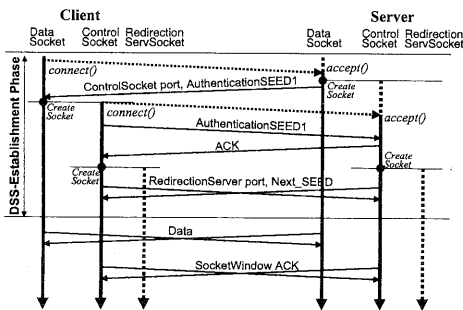 Client
Server
Data Socket
Control Socket
Redirection ServSocket
Data Socket
Control Socket
Redirection ServSocket
DSS-Establishment Phase
connect()
accept()
ControlSocket port, AuthenticationSEED1
Create Socket
Create Socket
connect()
accept()
AuthenticationSEED1
ACK
Create Socket
Create Socket
RedirectionServer port, Next_SEED
Data
SocketWindow ACK